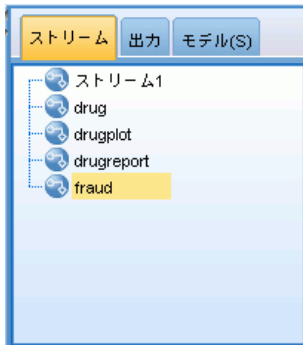 ストリーム 出力 モデル(S)
ストリーム1
drug
drugplot
drugreport
fraud